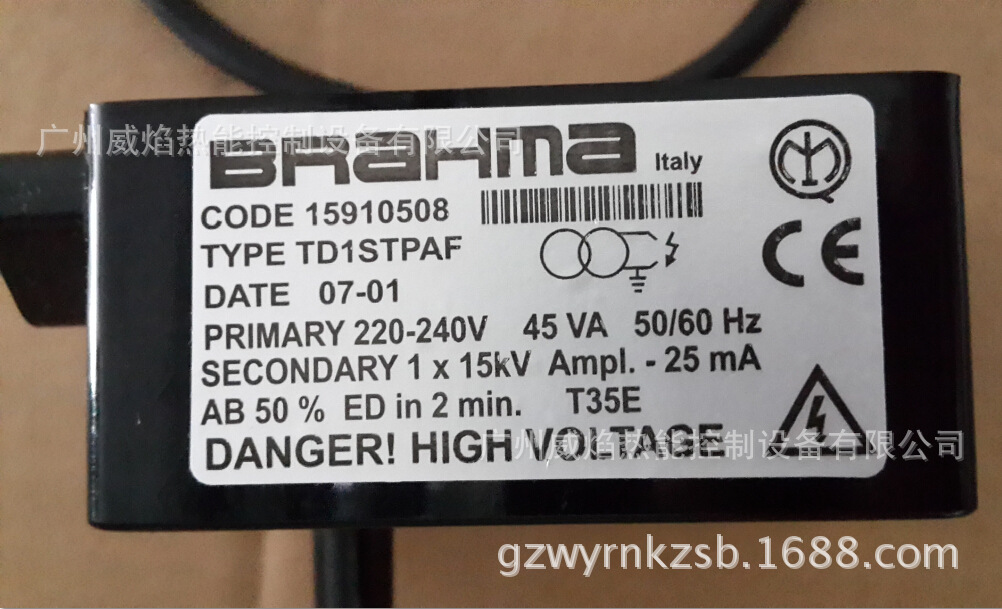 广州威焰热能控制设备有限公司
BRAHMA Italy
CODE 15910508
TYPE TD1STPAF
DATE 07-01
PRIMARY 220-240V 45 VA 50/60 Hz
SECONDARY 1 x 15kV Ampl. - 25 mA
AB 50 % ED in 2 min. T35E
DANGER! HIGH VOLTAGE
广州威焰热能控制设备有限公司
CE
gzwyrnkzsb.1688.com